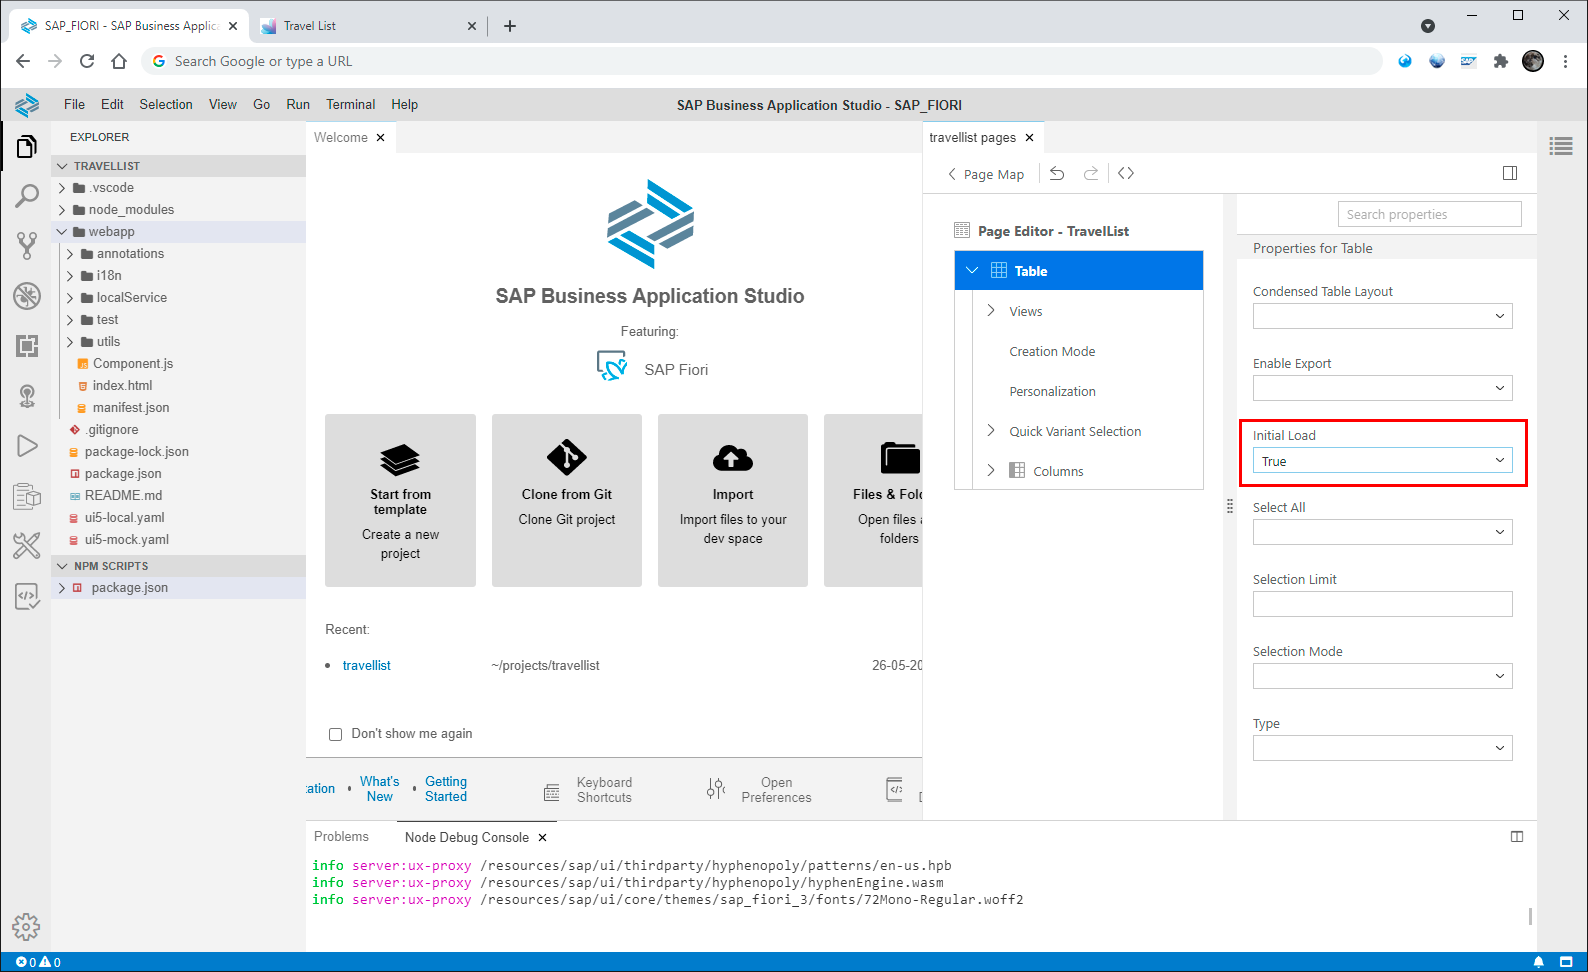 SAP_FIORI - SAP Business Applica
Travel List
Search Google or type a URL
SAP
File Edit Selection View Go Run Terminal Help
SAP Business Application Studio - SAP_FIORI
EXPLORER
TRAVELLIST
.vscode
node_modules
webapp
annotations
i18n
localService
test
utils
Component.js
index.html
manifest.json
.gitignore
package-lock.json
package.json
README.md
ui5-local.yaml
ui5-mock.yaml
NPM SCRIPTS
package.json
Welcome
SAP Business Application Studio
Featuring:
SAP Fiori
Start from
template
Create a new
project
Clone from Git
Clone Git project
Import
Import files to your
dev space
Files & Fol
Open files a
folders
Recent:
travellist ~/projects/travellist 26-05-20
Don't show me again
tation
What's
New
Getting
Started
Keyboard
Shortcuts
Open
Preferences
travellist pages
Page Map
Page Editor - TravelList
Table
Views
Creation Mode
Personalization
Quick Variant Selection
Columns
Search properties
Properties for Table
Condensed Table Layout
Enable Export
Initial Load
True
Select All
Selection Limit
Selection Mode
Type
Problems Node Debug Console
info server:ux-proxy /resources/sap/ui/thirdparty/hyphenopoly/patterns/en-us.hpb
info server:ux-proxy /resources/sap/ui/thirdparty/hyphenopoly/hyphenEngine.wasm
info server:ux-proxy /resources/sap/ui/core/themes/sap_fiori_3/fonts/72Mono-Regular.woff2
0 0